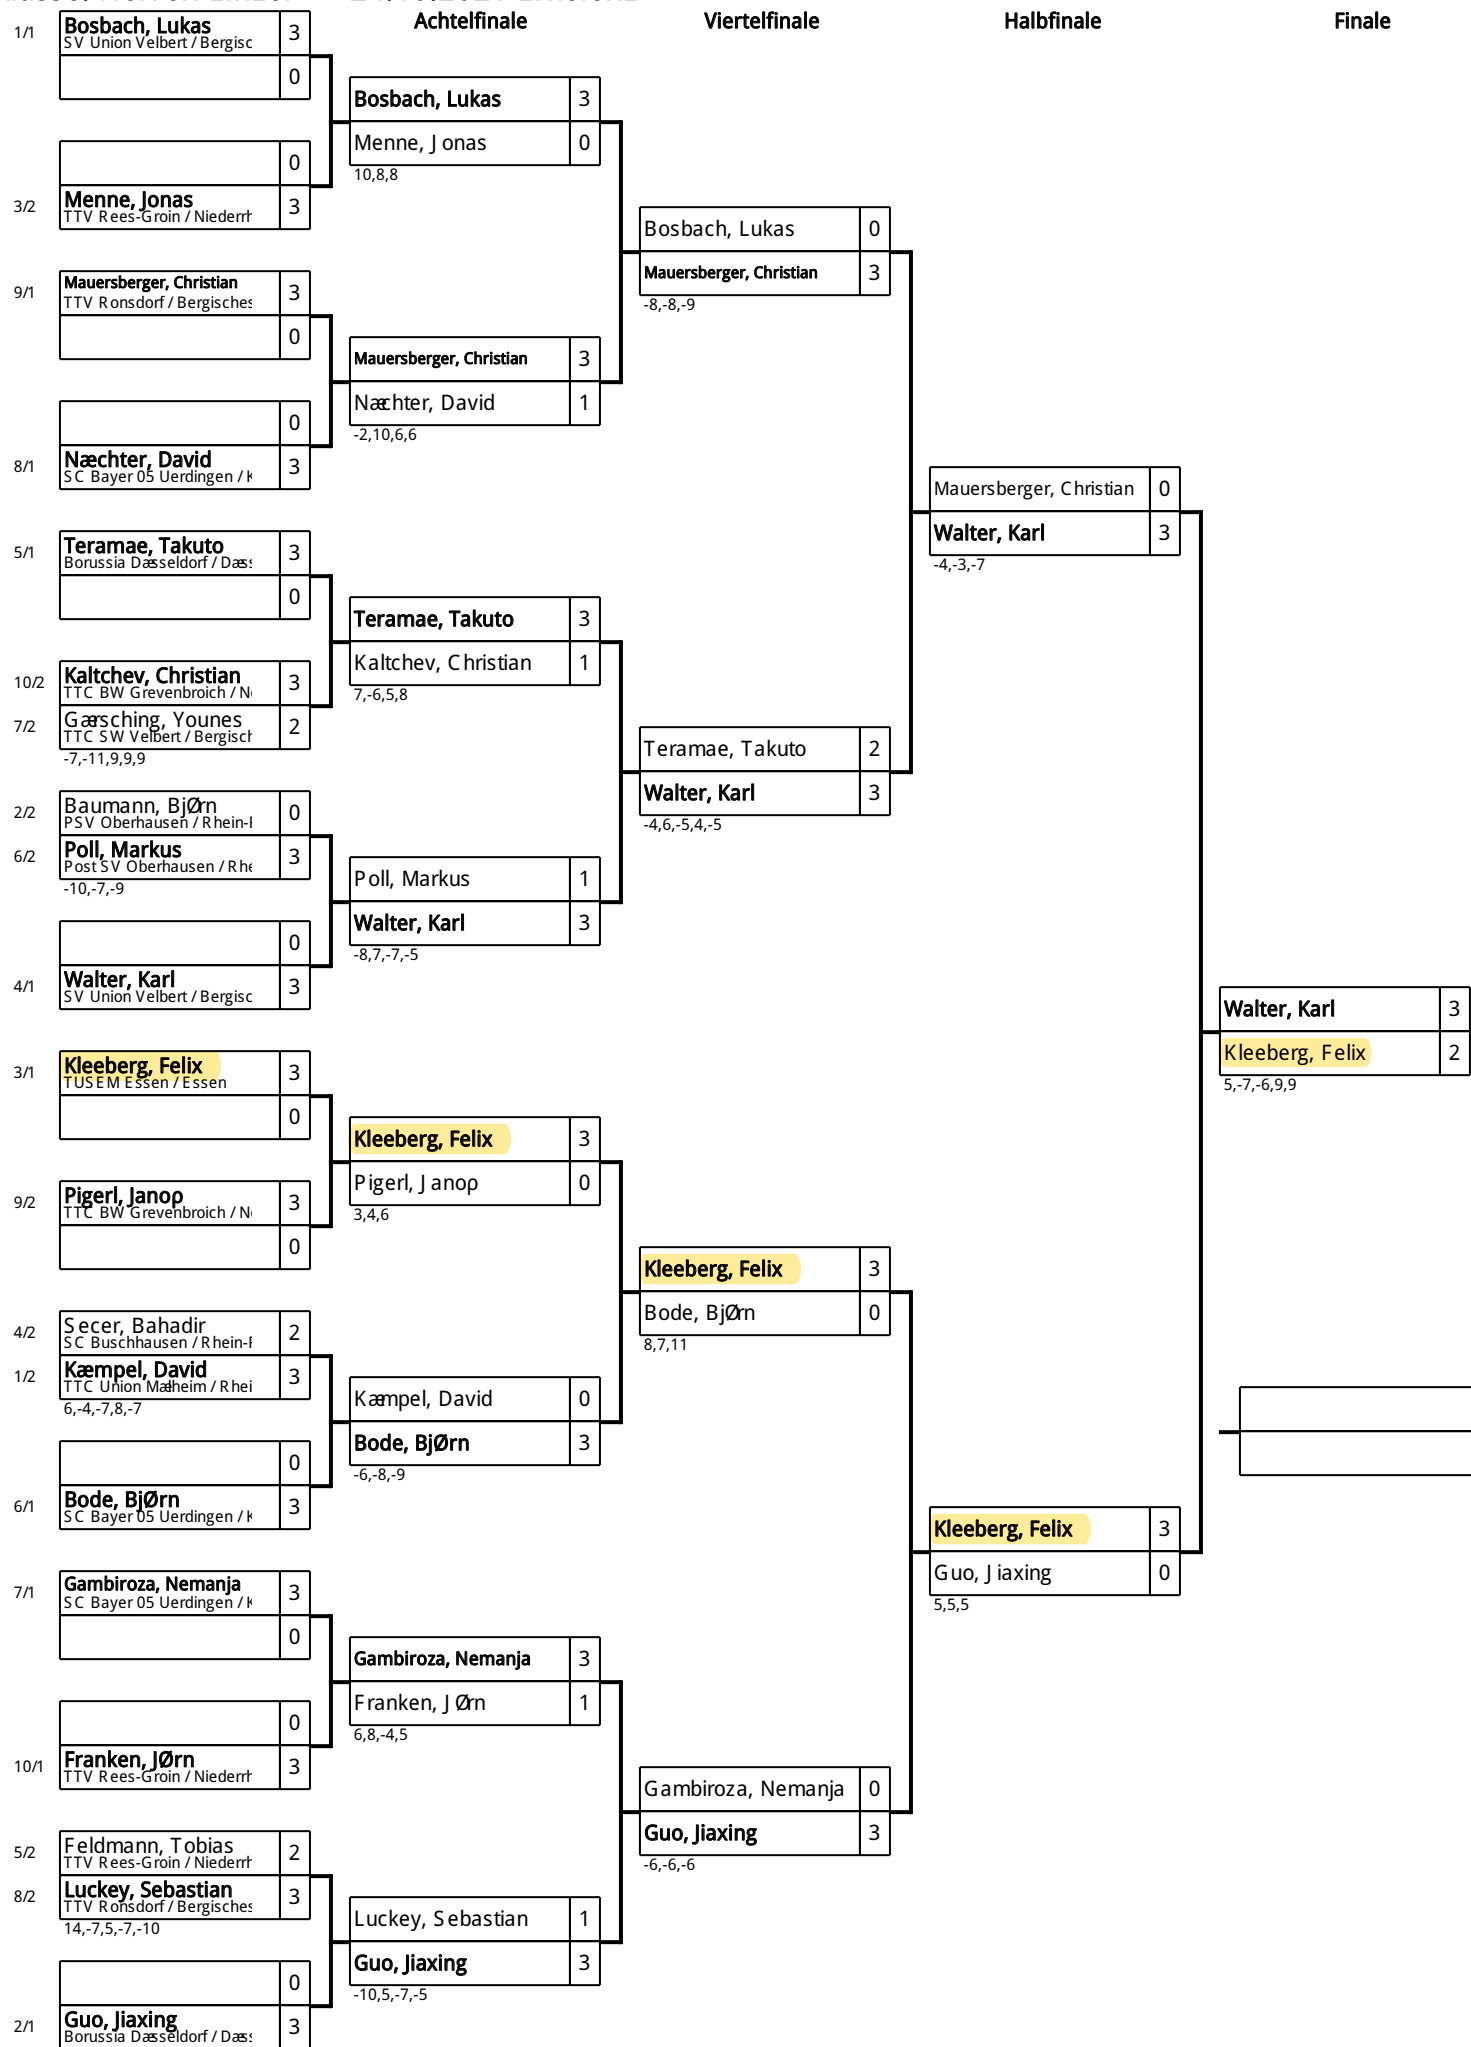 Achtelfinale
Viertelfinale
Halbfinale
Finale
1/1
Bosbach, Lukas
3
SV Union Velbert / Bergisc
0
0
3/2
Menne, Jonas
3
TTV Rees-Groin / Niederrh
9/1
Mauersberger, Christian
3
TTV Ronsdorf / Bergisches
0
0
8/1
Næchter, David
3
SC Bayer 05 Uerdingen / K
5/1
Teramae, Takuto
3
Borussia Dæsseldorf / Dæss
0
10/2
Kaltchev, Christian
3
TTC BW Grevenbroich / Ne
7/2
Gærsching, Younes
2
TTC SW Velbert / Bergisch
-7,-11,9,9,9
2/2
Baumann, BjØrn
0
PSV Oberhausen / Rhein-R
6/2
Poll, Markus
3
Post SV Oberhausen / Rhe
-10,-7,-9
0
4/1
Walter, Karl
3
SV Union Velbert / Bergisc
3/1
Kleeberg, Felix
3
TUSEM Essen / Essen
0
9/2
Pigerl, Janoρ
3
TTC BW Grevenbroich / Ne
0
4/2
Secer, Bahadir
2
SC Buschhausen / Rhein-R
1/2
Kæmpel, David
3
TTC Union Mælheim / Rhei
6,-4,-7,8,-7
0
6/1
Bode, BjØrn
3
SC Bayer 05 Uerdingen / K
7/1
Gambiroza, Nemanja
3
SC Bayer 05 Uerdingen / K
0
0
10/1
Franken, JØrn
3
TTV Rees-Groin / Niederrh
5/2
Feldmann, Tobias
2
TTV Rees-Groin / Niederrh
8/2
Luckey, Sebastian
3
TTV Ronsdorf / Bergisches
14,-7,5,-7,-10
0
2/1
Guo, Jiaxing
3
Borussia Dæsseldorf / Dæss
Bosbach, Lukas
3
Menne, Jonas
0
10,8,8
Mauersberger, Christian
3
Næchter, David
1
-2,10,6,6
Teramae, Takuto
3
Kaltchev, Christian
1
7,-6,5,8
Poll, Markus
1
Walter, Karl
3
-8,7,-7,-5
Kleeberg, Felix
3
Pigerl, Janoρ
0
3,4,6
Kæmpel, David
0
Bode, BjØrn
3
-6,-8,-9
Gambiroza, Nemanja
3
Franken, JØrn
1
6,8,-4,5
Luckey, Sebastian
1
Guo, Jiaxing
3
-10,5,-7,-5
Bosbach, Lukas
0
Mauersberger, Christian
3
-8,-8,-9
Teramae, Takuto
2
Walter, Karl
3
-4,6,-5,4,-5
Kleeberg, Felix
3
Bode, BjØrn
0
8,7,11
Gambiroza, Nemanja
0
Guo, Jiaxing
3
-6,-6,-6
Mauersberger, Christian
0
Walter, Karl
3
-4,-3,-7
Kleeberg, Felix
3
Guo, Jiaxing
0
5,5,5
Walter, Karl
3
Kleeberg, Felix
2
5,-7,-6,9,9